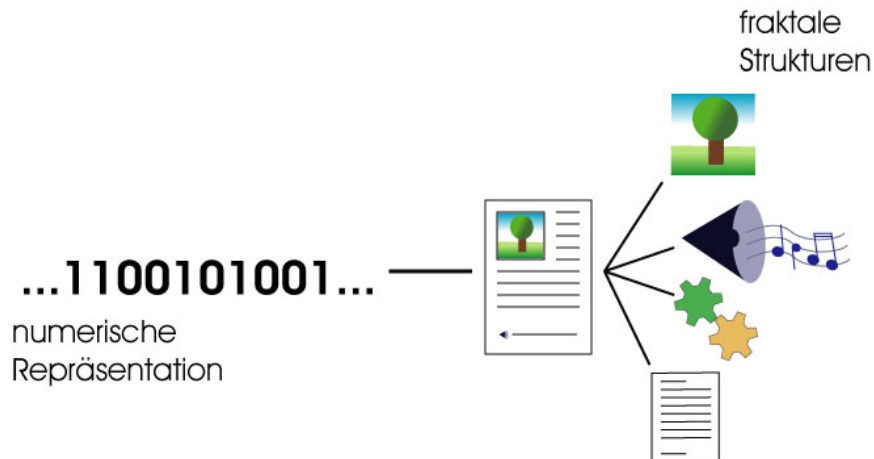 fraktale
Strukturen
...1100101001...
numerische
Repräsentation